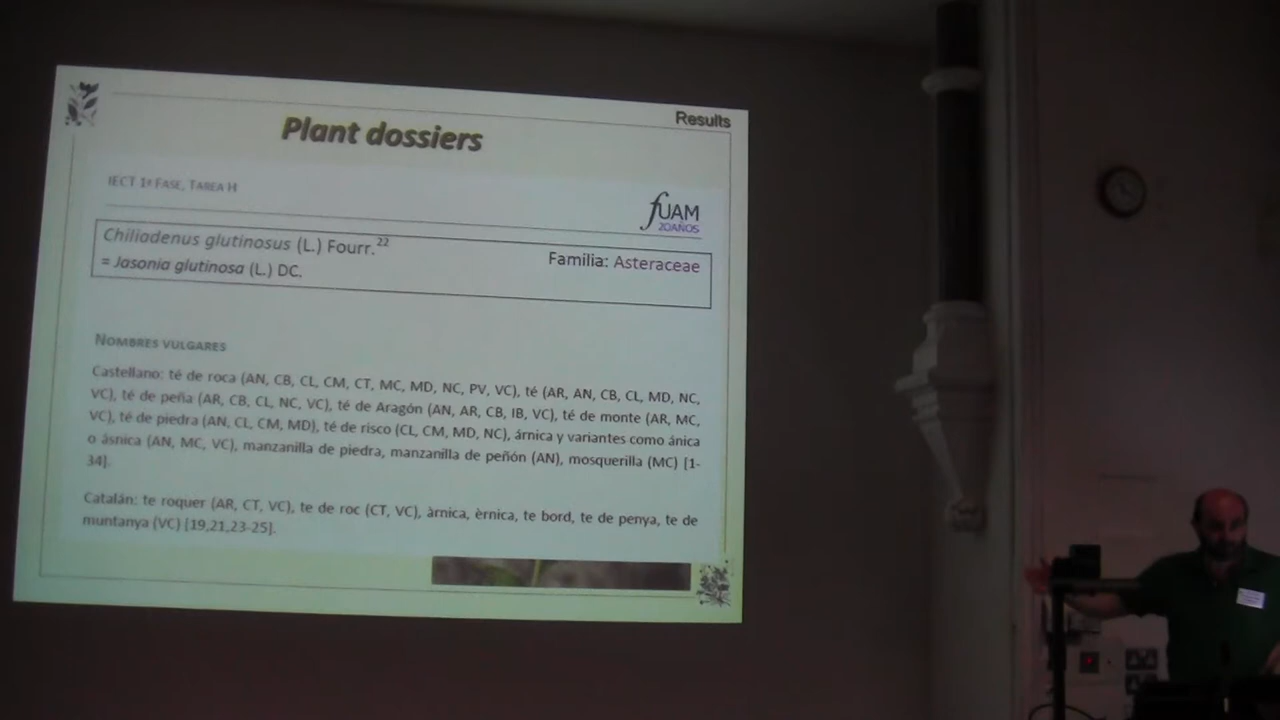 Results
Plant dossiers
IECT 1ª FASE, TAREA H
fUAM
20AÑOS
Chiliadenus glutinosus (L.) Fourr.22
= Jasonia glutinosa (L.) DC.
Familia: Asteraceae
NOMBRES VULGARES
Castellano: té de roca (AN, CB, CL, CM, CT, MC, MD, NC, PV, VC), té (AR, AN, CB, CL, MD, NC,
VC), té de peña (AR, CB, CL, NC, VC), té de Aragón (AN, AR, CB, IB, VC), té de monte (AR, MC,
VC), té de piedra (AN, CL, CM, MD), té de risco (CL, CM, MD, NC), árnica y variantes como ánica
o ásnica (AN, MC, VC), manzanilla de piedra, manzanilla de peñón (AN), mosquerilla (MC) [1-
34].
Catalán: te roquer (AR, CT, VC), te de roc (CT, VC), àrnica, èrnica, te bord, te de penya, te de
muntanya (VC) [19,21,23-25].